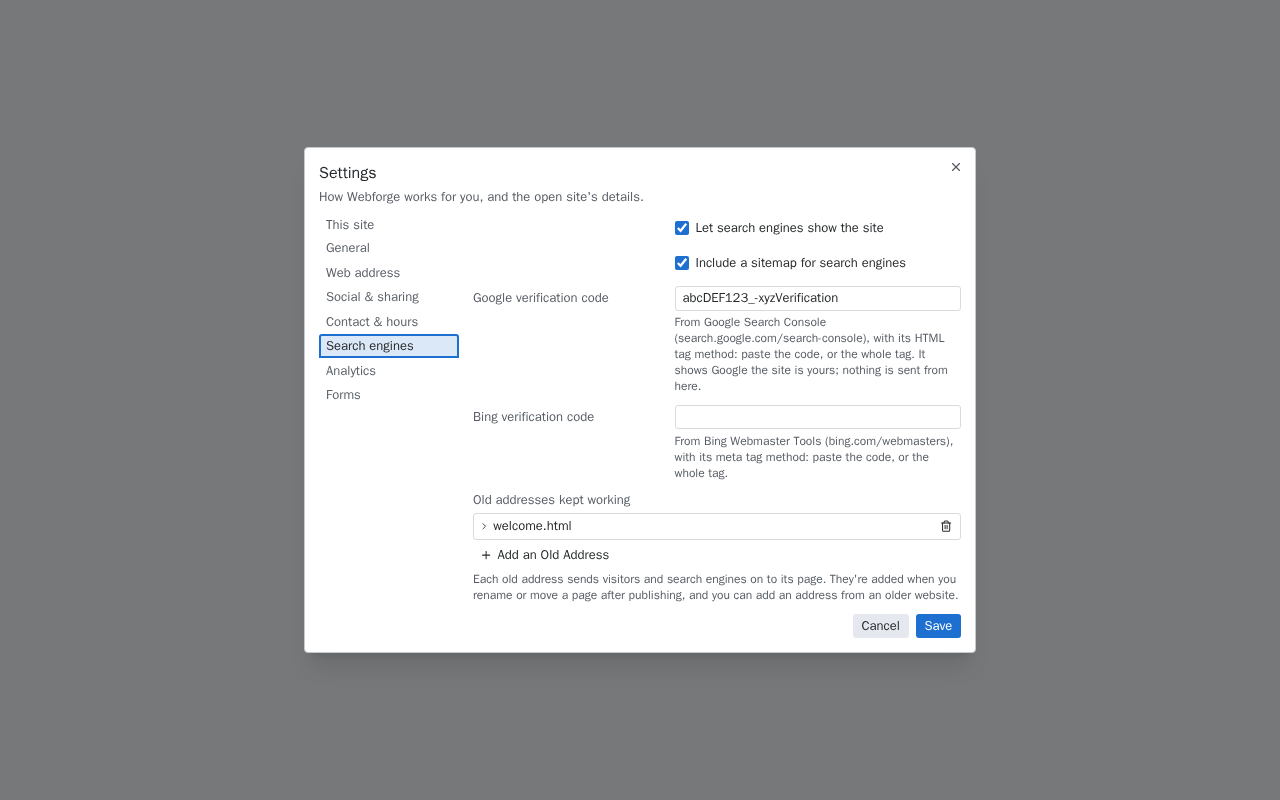 Settings
How Webforge works for you, and the open site's details.
This site
General
Web address
Social & sharing
Contact & hours
Search engines
Analytics
Forms
Let search engines show the site
Include a sitemap for search engines
Google verification code
abcDEF123_-xyzVerification
From Google Search Console
(search.google.com/search-console), with its HTML
tag method: paste the code, or the whole tag. It
shows Google the site is yours; nothing is sent from
here.
Bing verification code
From Bing Webmaster Tools (bing.com/webmasters),
with its meta tag method: paste the code, or the
whole tag.
Old addresses kept working
welcome.html
Add an Old Address
Each old address sends visitors and search engines on to its page. They're added when you
rename or move a page after publishing, and you can add an address from an older website.
Cancel
Save